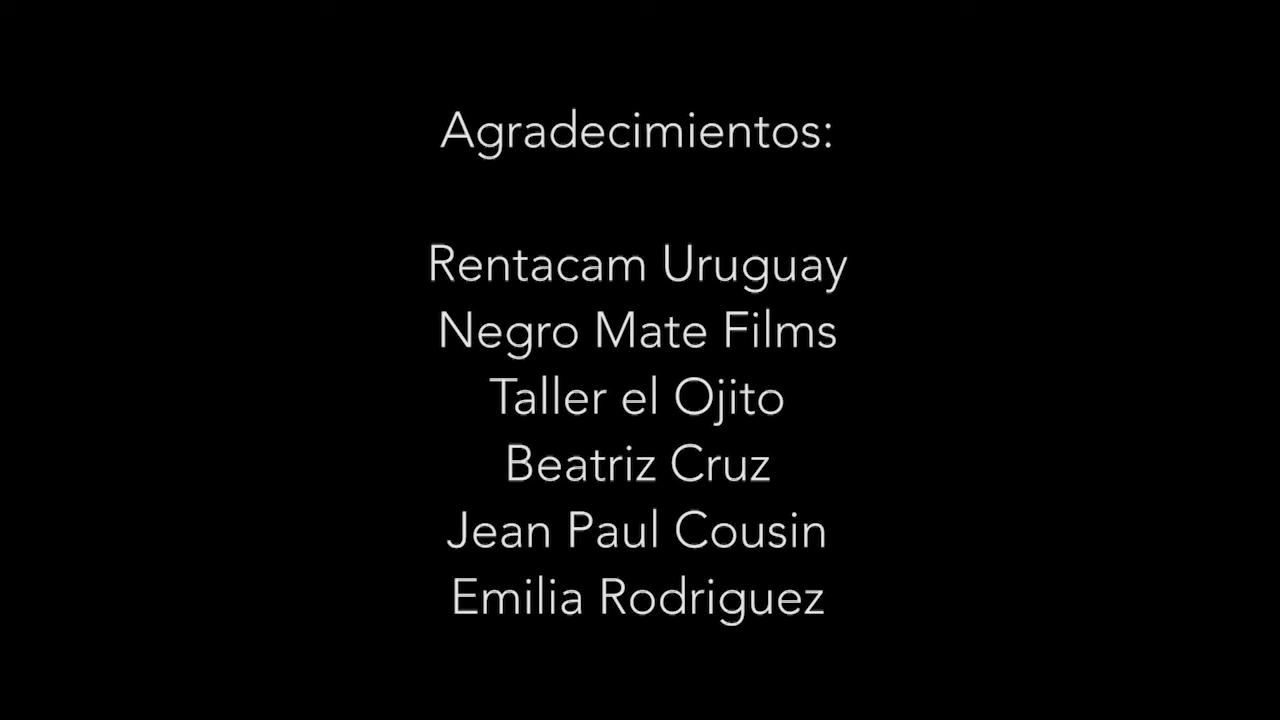 Agradecimientos:
Rentacam Uruguay
Negro Mate Films
Taller el Ojito
Beatriz Cruz
Jean Paul Cousin
Emilia Rodriguez